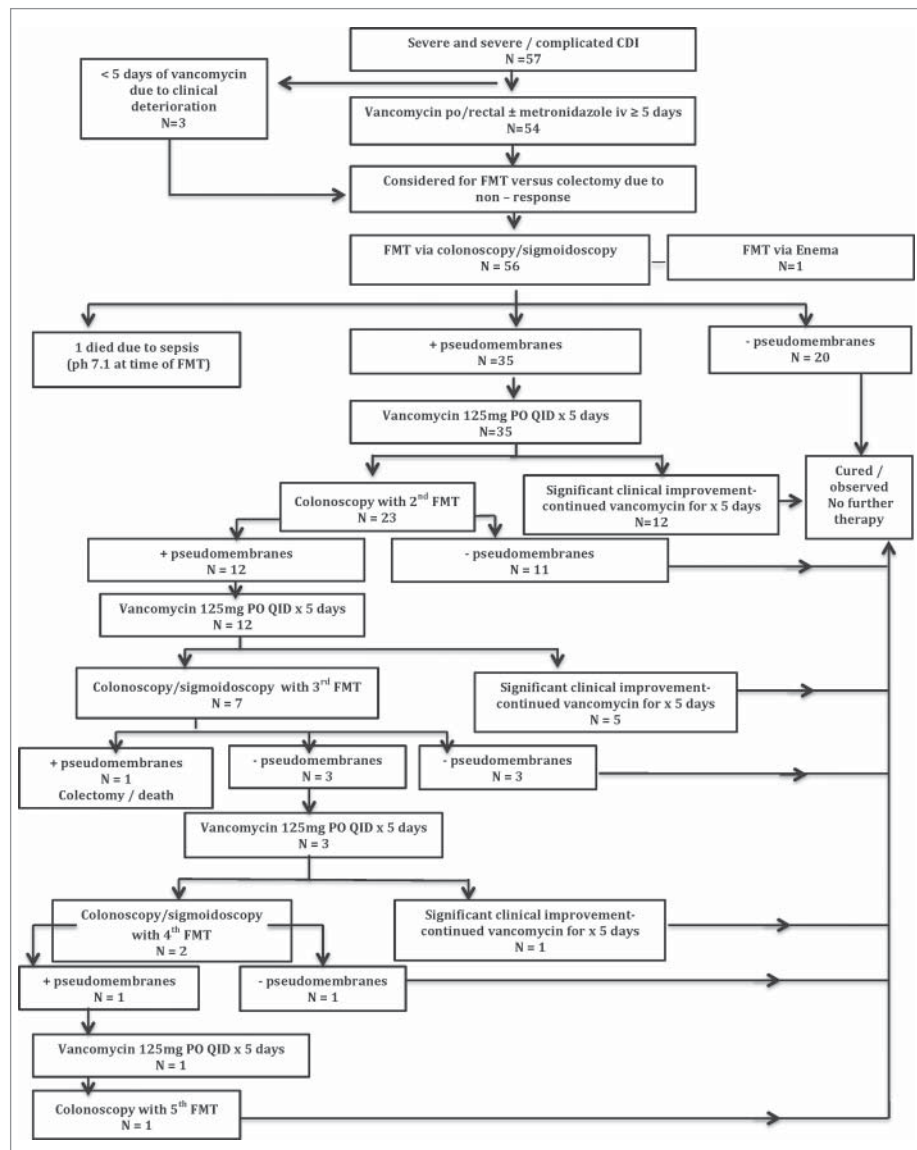 Severe and severe / complicated CDI
N =57
< 5 days of vancomycin
due to clinical
deterioration
N=3
Vancomycin po/rectal ± metronidazole iv ≥ 5 days
N=54
Considered for FMT versus colectomy due to
non – response
FMT via colonoscopy/sigmoidoscopy
N = 56
FMT via Enema
N=1
1 died due to sepsis
(ph 7.1 at time of FMT)
+ pseudomembranes
N =35
- pseudomembranes
N = 20
Vancomycin 125mg PO QID x 5 days
N=35
Colonoscopy with 2nd FMT
N = 23
Significant clinical improvement-
continued vancomycin for x 5 days
N=12
Cured /
observed
No further
therapy
+ pseudomembranes
N = 12
- pseudomembranes
N = 11
Vancomycin 125mg PO QID x 5 days
N = 12
Colonoscopy/sigmoidoscopy with 3rd FMT
N = 7
Significant clinical improvement-
continued vancomycin for x 5 days
N = 5
+ pseudomembranes
N = 1
Colectomy / death
- pseudomembranes
N = 3
- pseudomembranes
N = 3
Vancomycin 125mg PO QID x 5 days
N = 3
Colonoscopy/sigmoidoscopy
with 4th FMT
N = 2
Significant clinical improvement-
continued vancomycin for x 5 days
N = 1
+ pseudomembranes
N = 1
- pseudomembranes
N = 1
Vancomycin 125mg PO QID x 5 days
N = 1
Colonoscopy with 5th FMT
N = 1